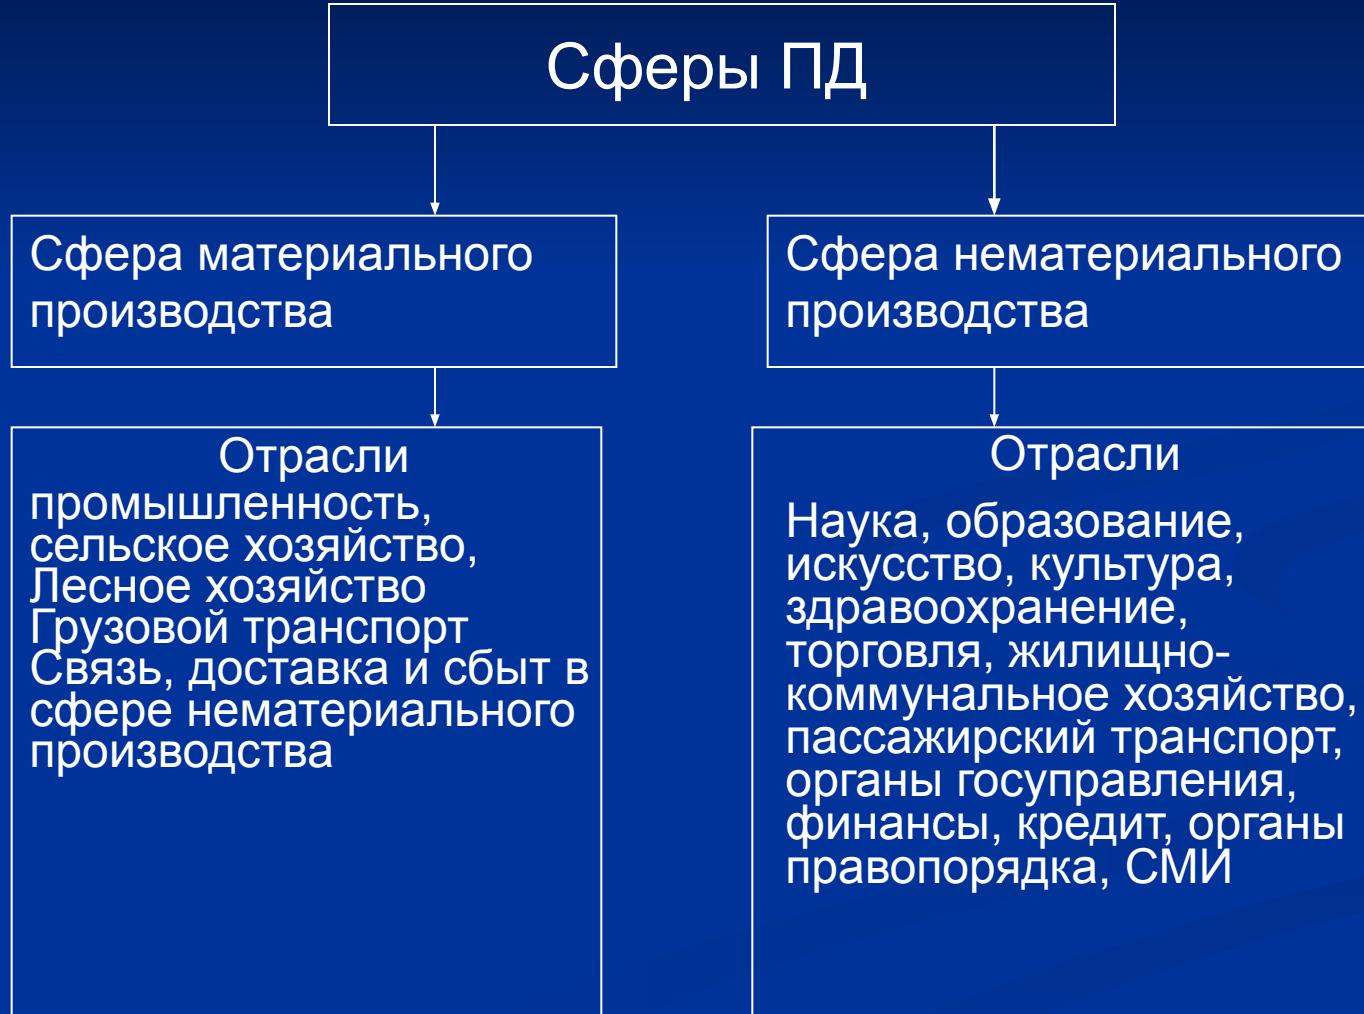 Сферы ПД
Сфера материального
производства
Сфера нематериального
производства
Отрасли
промышленность,
сельское хозяйство,
Лесное хозяйство
Грузовой транспорт
Связь, доставка и сбыт в
сфере нематериального
производства
Отрасли
Наука, образование,
искусство, культура,
здравоохранение,
торговля, жилищно-
коммунальное хозяйство,
пассажирский транспорт,
органы госуправления,
финансы, кредит, органы
правопорядка, СМИ